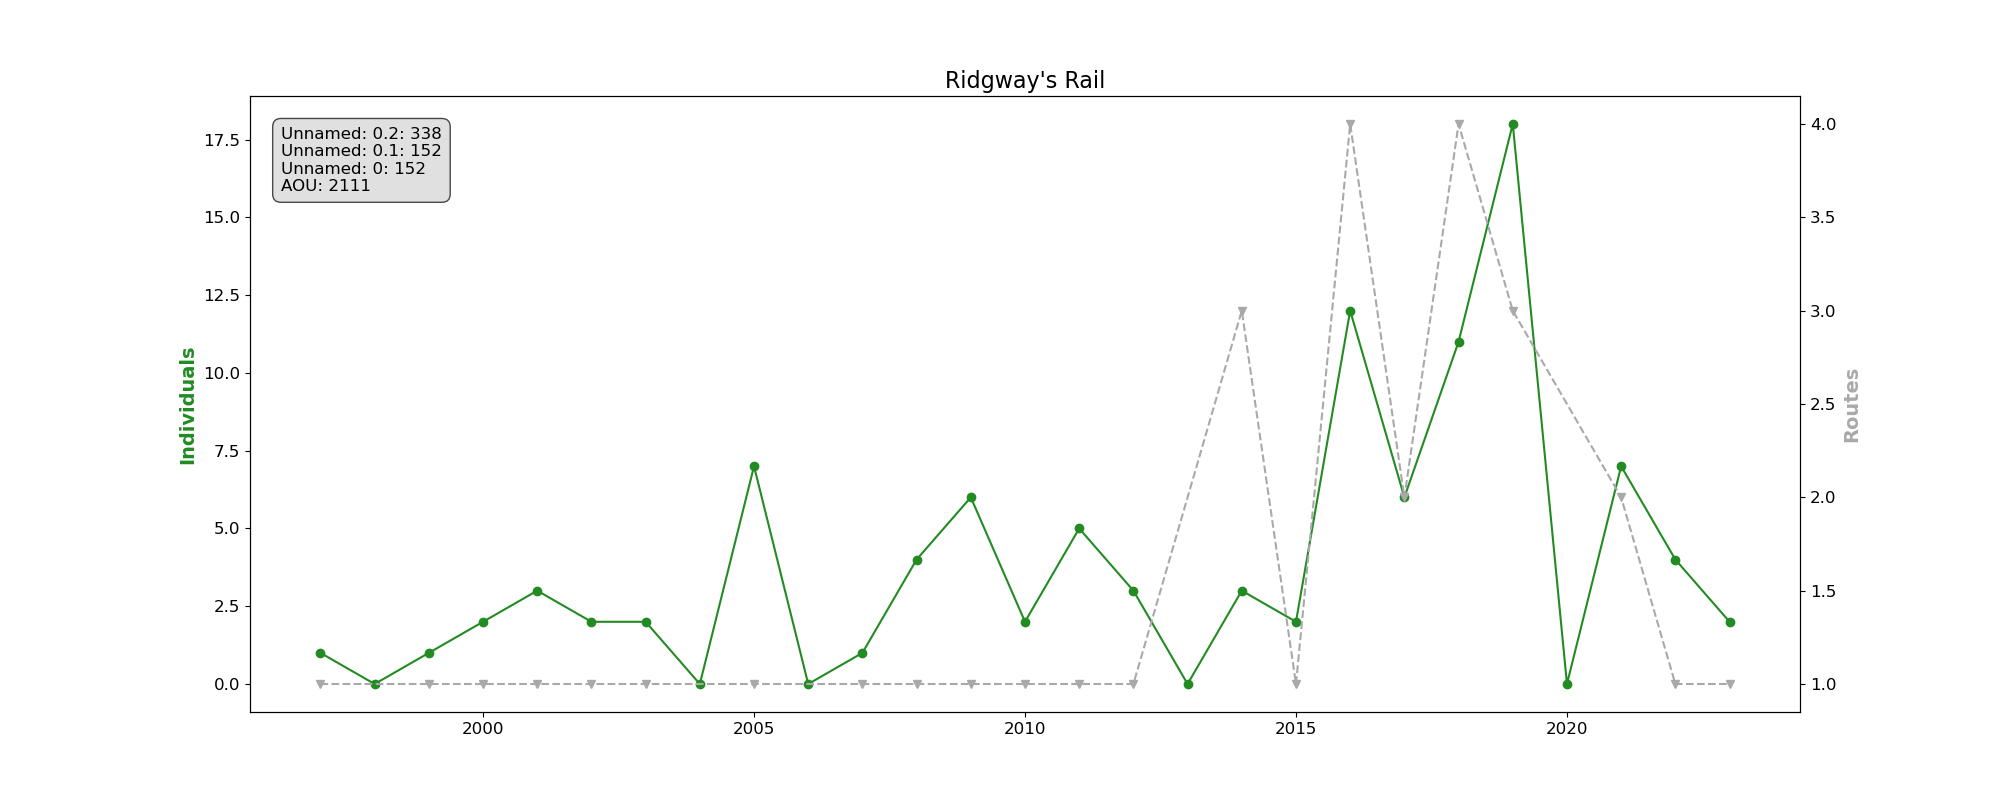 Ridgway's Rail
Unnamed: 0.2: 338
Unnamed: 0.1: 152
Unnamed: 0: 152
AOU: 2111
17.5
15.0
12.5
10.0
7.5
5.0
2.5
0.0
Individuals
4.0
3.5
3.0
2.5
2.0
1.5
1.0
Routes
2000 2005 2010 2015 2020